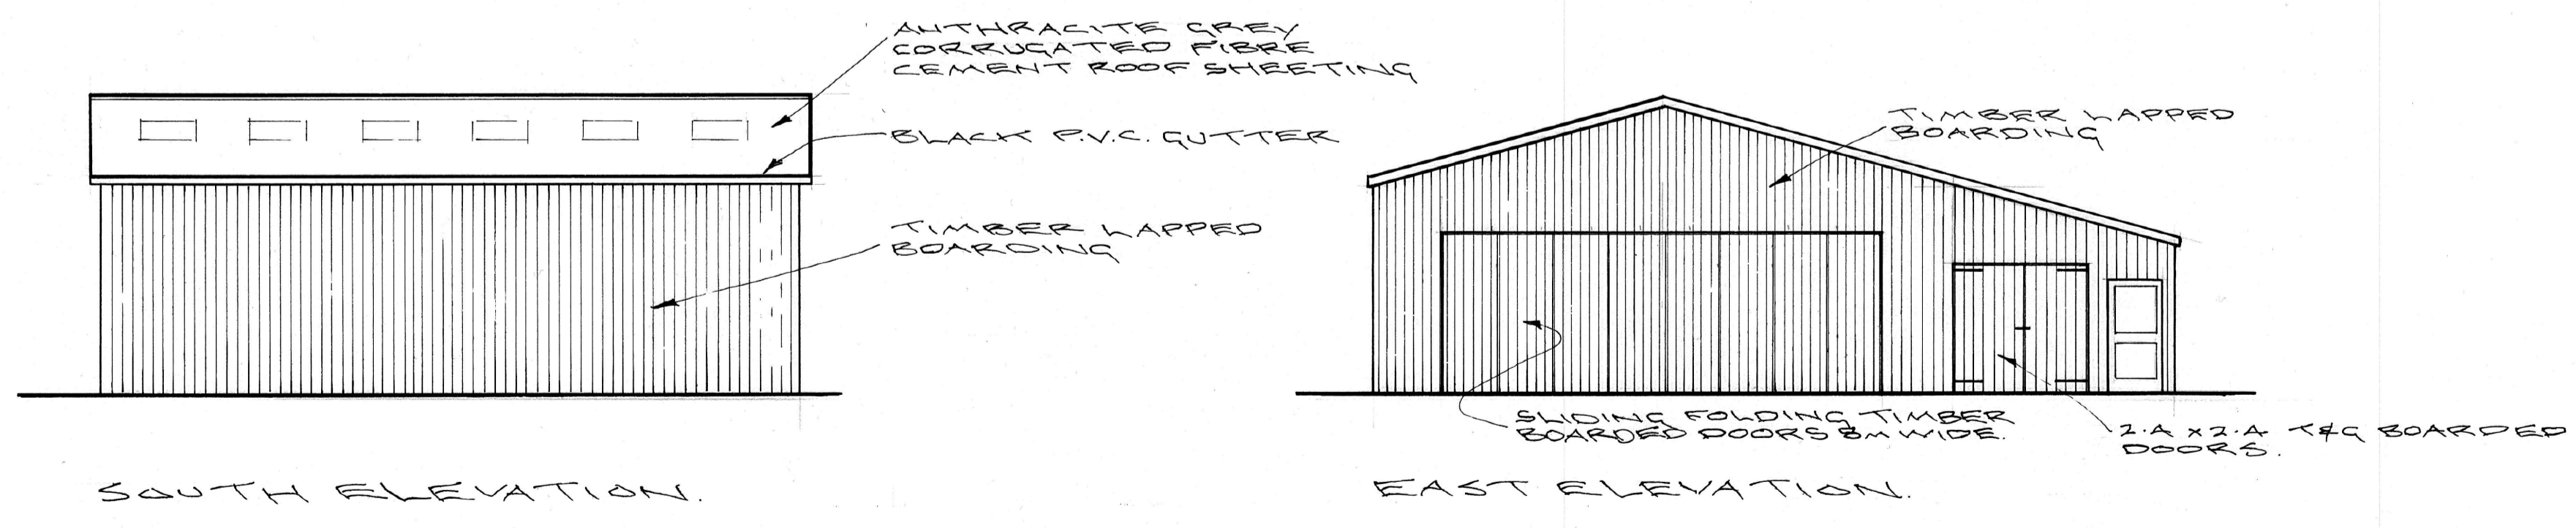 ANTHRACITE GREY
CORRUGATED FIBRE
CEMENT ROOF SHEETING
BLACK P.V.C. GUTTER
TIMBER LAPPED
BOARDING
SOUTH ELEVATION.
TIMBER LAPPED
BOARDING
SLIDING FOLDING TIMBER
BOARDED DOORS 8m WIDE.
2.4 x 2.4 T&G BOARDED
DOORS.
EAST ELEVATION.